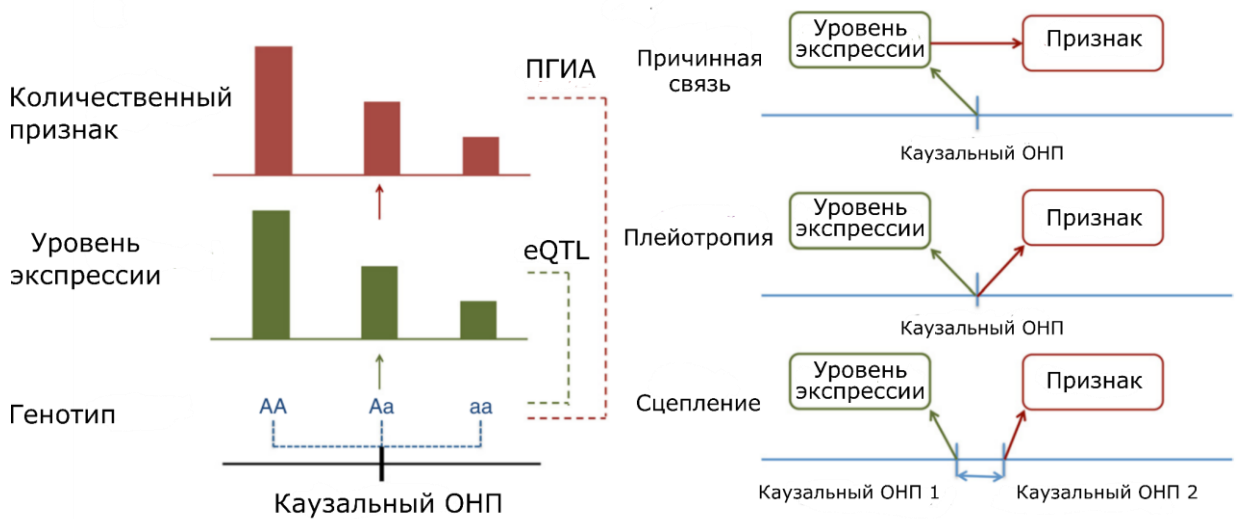 Количественный
признак
ПГИА
Уровень
экспрессии
eQTL
Генотип
AA
Aa
aa
Каузальный ОНП
Причинная
связь
Уровень
экспрессии
Признак
Каузальный ОНП
Плейотропия
Уровень
экспрессии
Признак
Каузальный ОНП
Сцепление
Уровень
экспрессии
Признак
Каузальный ОНП 1
Каузальный ОНП 2